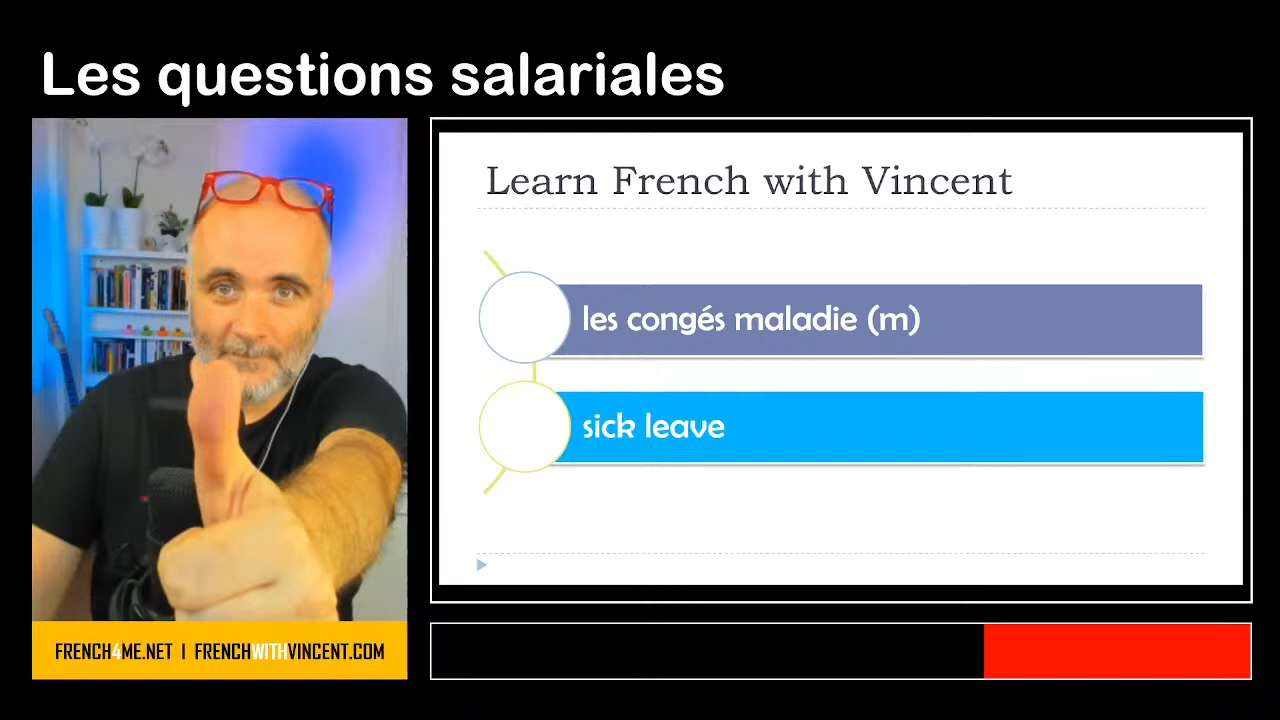 Les questions salariales
Learn French with Vincent
les congés maladie (m)
sick leave
FRENCH4ME.NET I FRENCHWITHVINCENT.COM